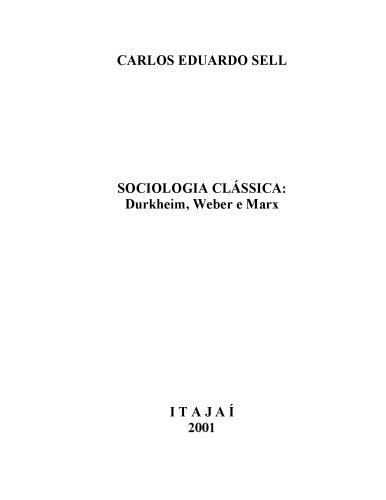 CARLOS EDUARDO SELL
SOCIOLOGIA CLÁSSICA:
Durkheim, Weber e Marx
I T A J A Í
2001